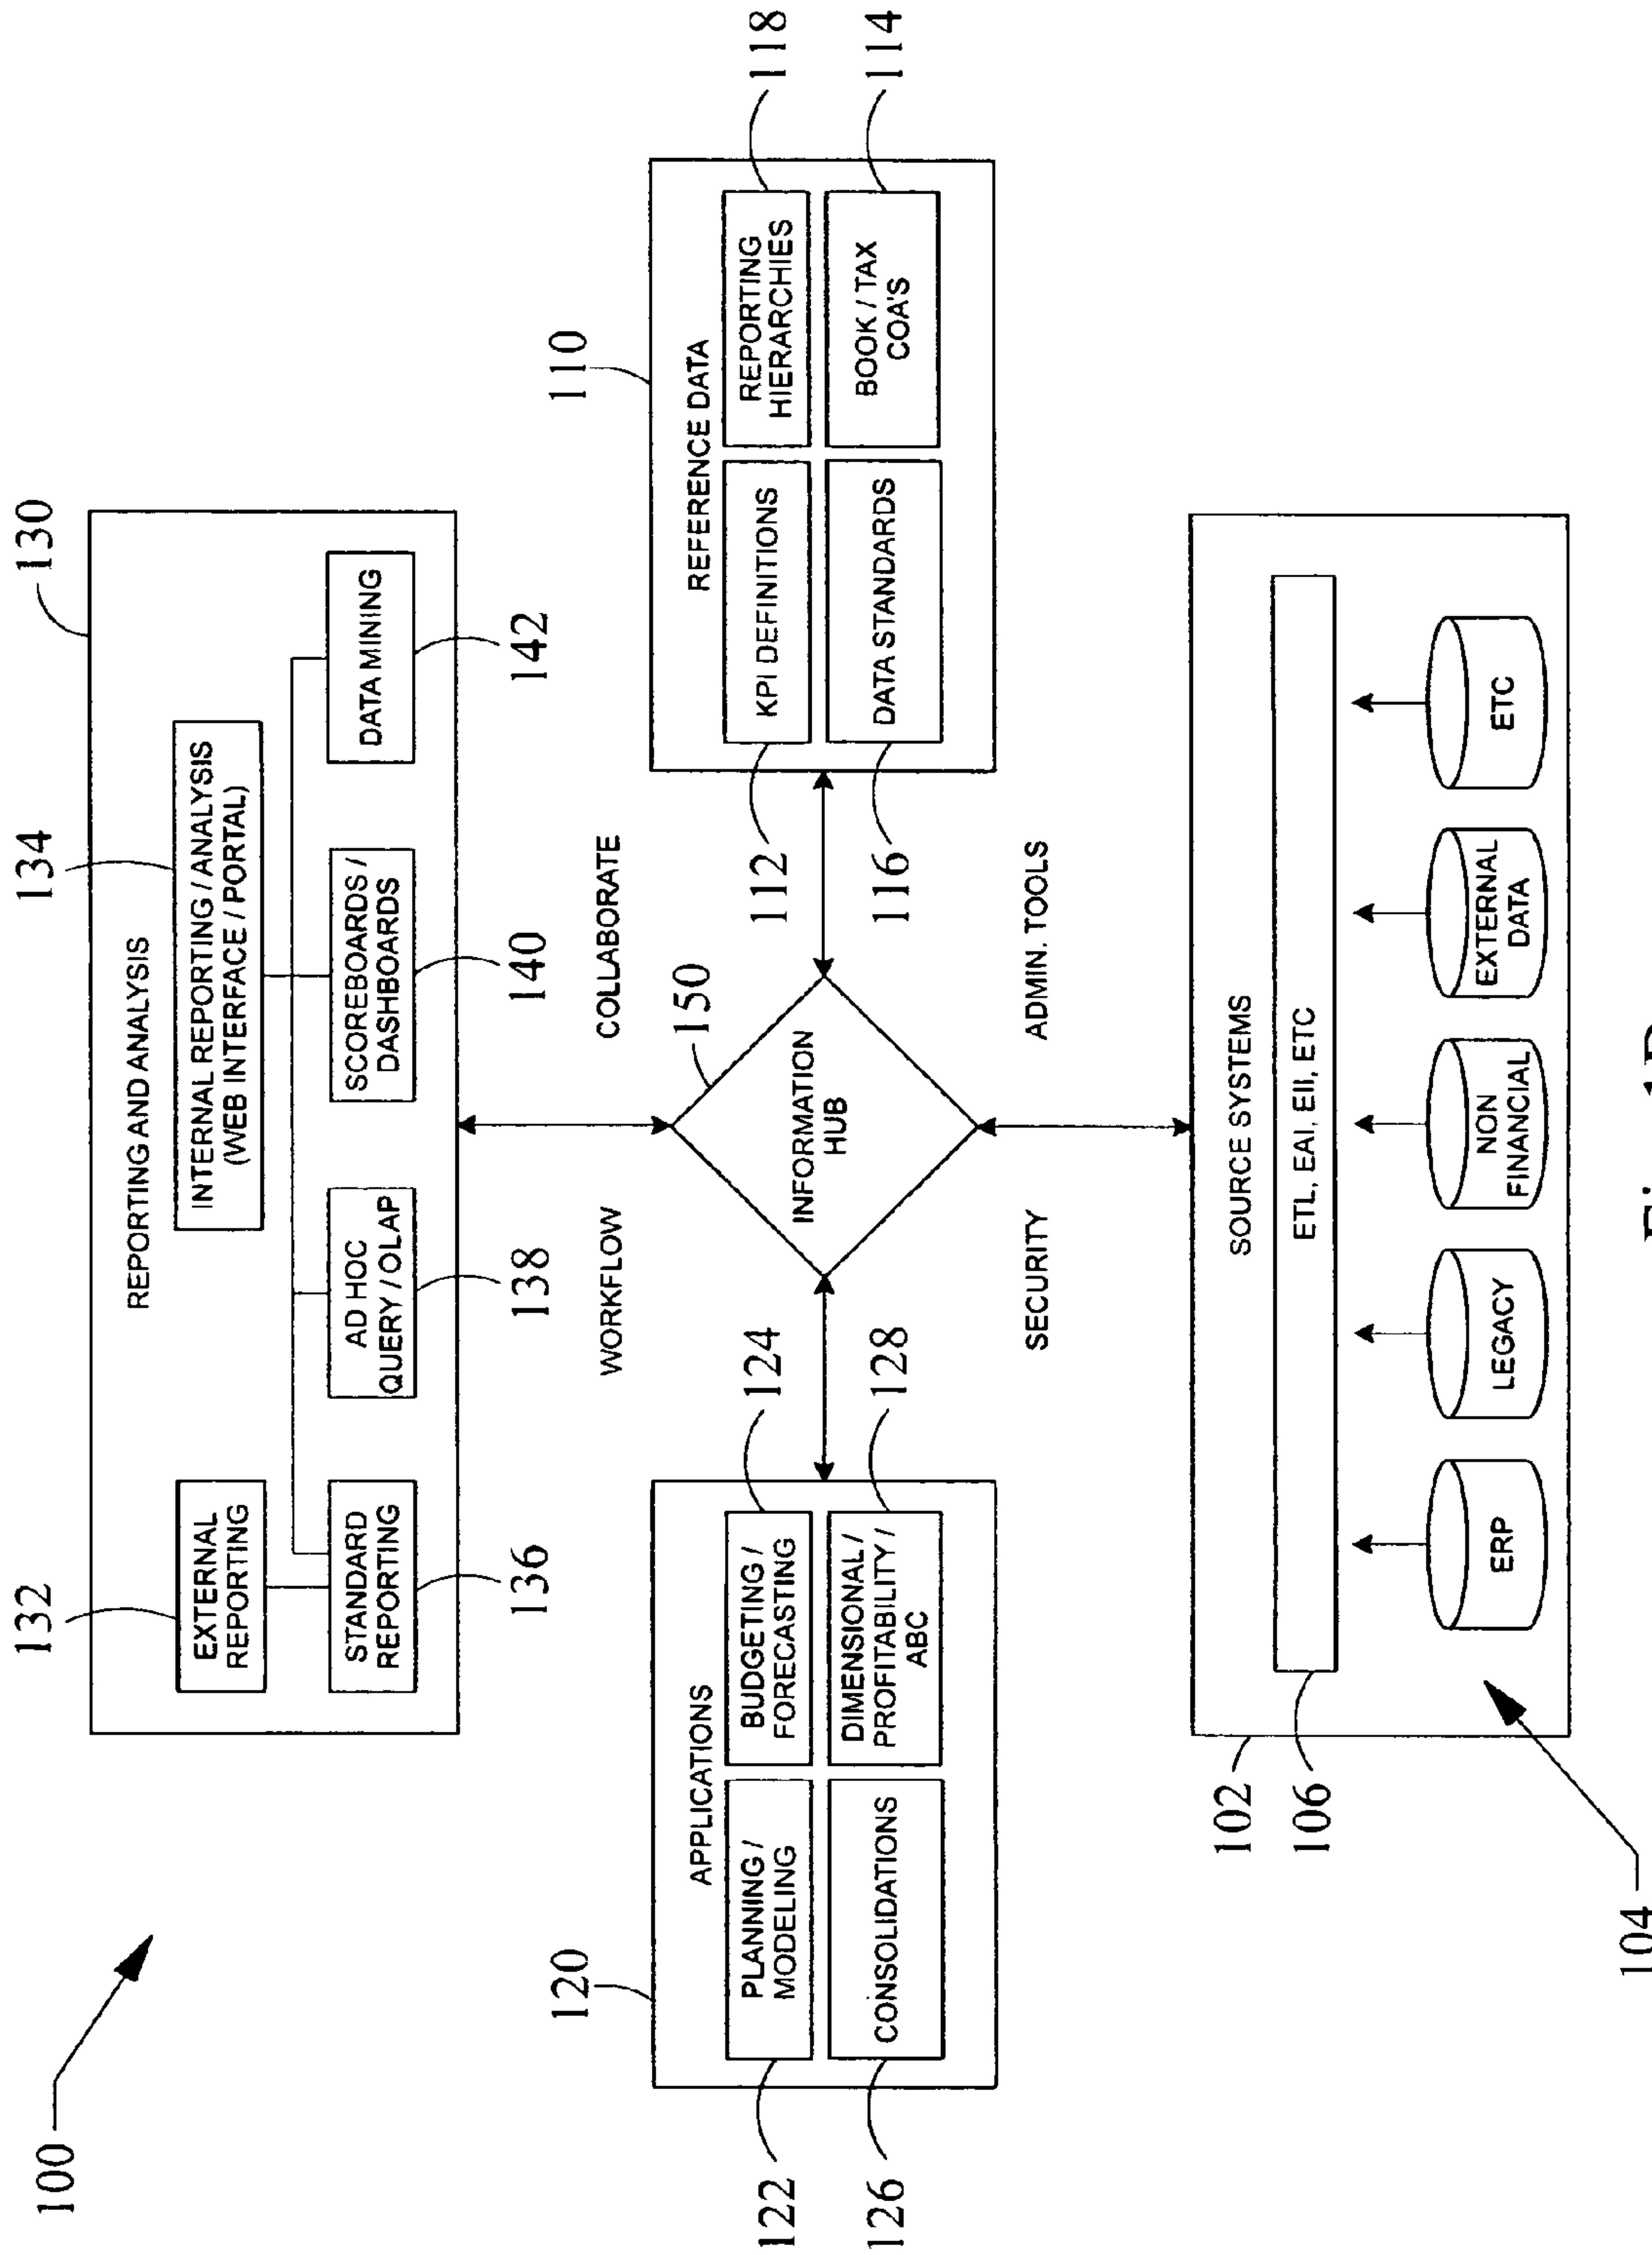 100
130
132
134
REPORTING AND ANALYSIS
EXTERNAL
REPORTING
INTERNAL REPORTING / ANALYSIS
(WEB INTERFACE / PORTAL)
STANDARD
REPORTING
AD HOC
QUERY / OLAP
SCOREBOARDS /
DASHBOARDS
DATA MINING
136
138
140
142
WORKFLOW
COLLABORATE
120
APPLICATIONS
PLANNING /
MODELING
BUDGETING /
FORECASTING
CONSOLIDATIONS
DIMENSIONAL /
PROFITABILITY /
ABC
122
124
126
128
150
INFORMATION
HUB
110
REFERENCE DATA
KPI DEFINITIONS
REPORTING
HIERARCHIES
DATA STANDARDS
BOOK / TAX
COA'S
112
118
116
114
SECURITY
ADMIN. TOOLS
102
SOURCE SYSTEMS
106
ETL, EAI, EII, ETC
ERP
LEGACY
NON
FINANCIAL
EXTERNAL
DATA
ETC
104